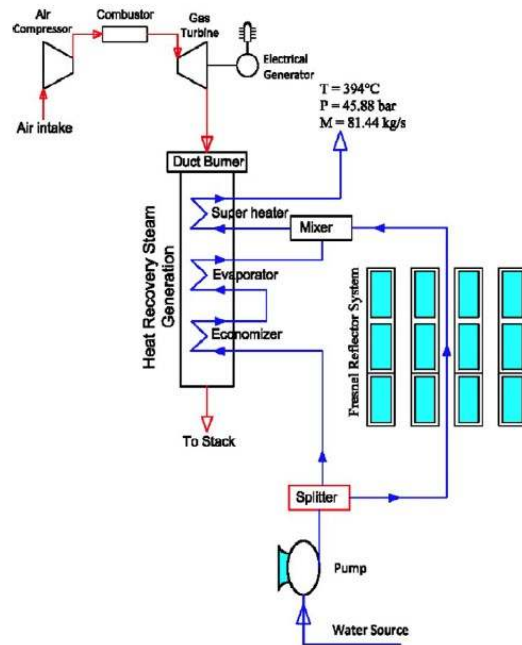 Air
Compressor
Combustor
Gas
Turbine
Electrical
Generator
Air intake
T = 394°C
P = 45.88 bar
M = 81.44 kg/s
Duct Burner
Super heater
Mixer
Evaporator
Economizer
Heat Recovery Steam
Generation
Fresnal Reflector System
To Stack
Splitter
Pump
Water Source